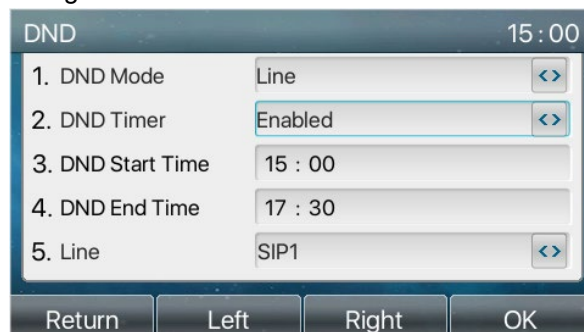 DND 15:00
1. DND Mode Line
2. DND Timer Enabled
3. DND Start Time 15 : 00
4. DND End Time 17 : 30
5. Line SIP1
Return Left Right OK